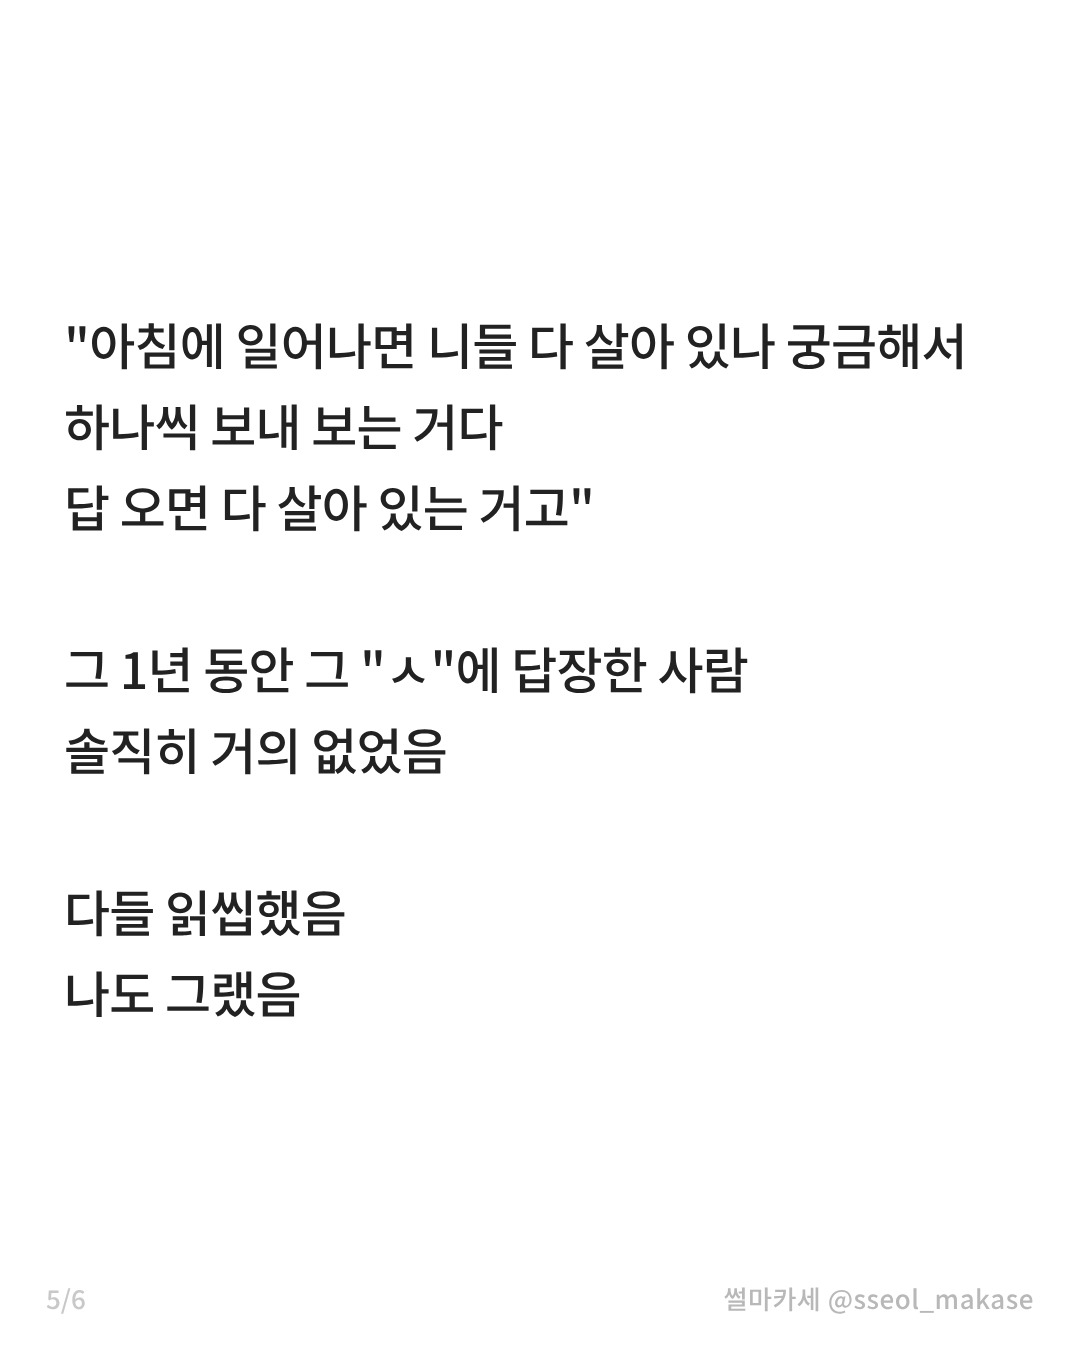 "아침에 일어나면 니들 다 살아 있나 궁금해서
하나씩 보내 보는 거다
답 오면 다 살아 있는 거고"
그 1년 동안 그 "ㅅ"에 답장한 사람
솔직히 거의 없었음
다들 읽씹했음
나도 그랬음
5/6
썰마카세 @sseol_makase